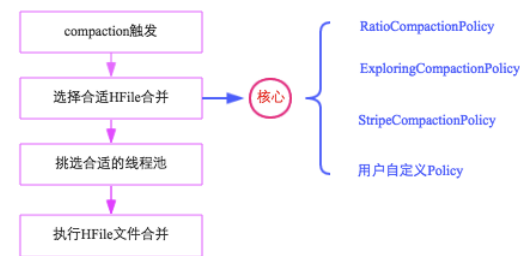 compaction触发
选择合适HFile合并
挑选合适的线程池
执行HFile文件合并
核心
RatioCompactionPolicy
ExploringCompactionPolicy
StripeCompactionPolicy
用户自定义Policy